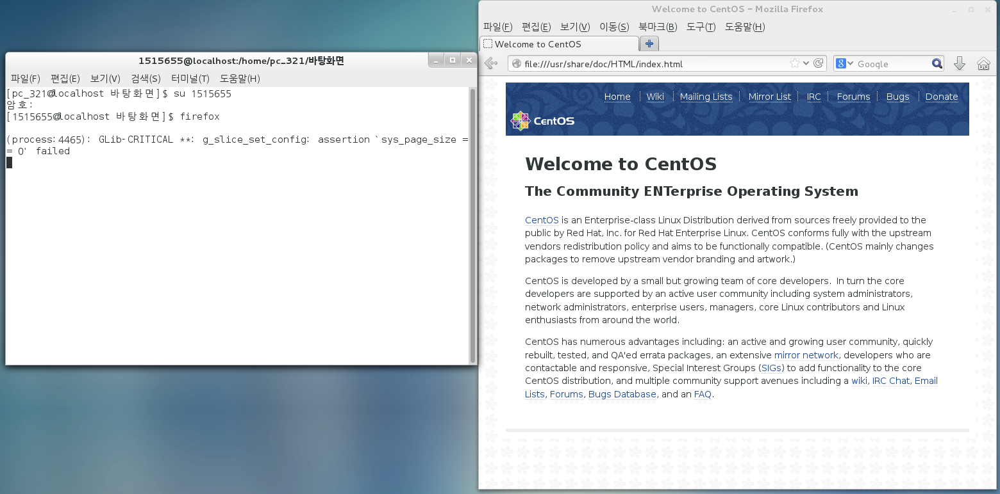 1515655@localhost:/home/pc_321/바탕화면
파일(F) 편집(E) 보기(V) 검색(S) 터미널(T) 도움말(H)
[pc_321@localhost 바탕화면]$ su 1515655
암호:
[1515655@localhost 바탕화면]$ firefox
(process:4465): GLib-CRITICAL **: g_slice_set_config: assertion `sys_page_size =
= 0' failed
Welcome to CentOS - Mozilla Firefox
파일(F) 편집(E) 보기(V) 이동(S) 북마크(B) 도구(T) 도움말(H)
Welcome to CentOS
file:///usr/share/doc/HTML/index.html
8 Google
Home Wiki Mailing Lists Mirror List IRC Forums Bugs Donate
CentOS
Welcome to CentOS
The Community ENTerprise Operating System
CentOS is an Enterprise-class Linux Distribution derived from sources freely provided to the
public by Red Hat, Inc. for Red Hat Enterprise Linux. CentOS conforms fully with the upstream
vendors redistribution policy and aims to be functionally compatible. (CentOS mainly changes
packages to remove upstream vendor branding and artwork.)
CentOS is developed by a small but growing team of core developers.  In turn the core
developers are supported by an active user community including system administrators,
network administrators, enterprise users, managers, core Linux contributors and Linux
enthusiasts from around the world.
CentOS has numerous advantages including: an active and growing user community, quickly
rebuilt, tested, and QA'ed errata packages, an extensive mirror network, developers who are
contactable and responsive, Special Interest Groups (SIGs) to add functionality to the core
CentOS distribution, and multiple community support avenues including a wiki, IRC Chat, Email
Lists, Forums, Bugs Database, and an FAQ.